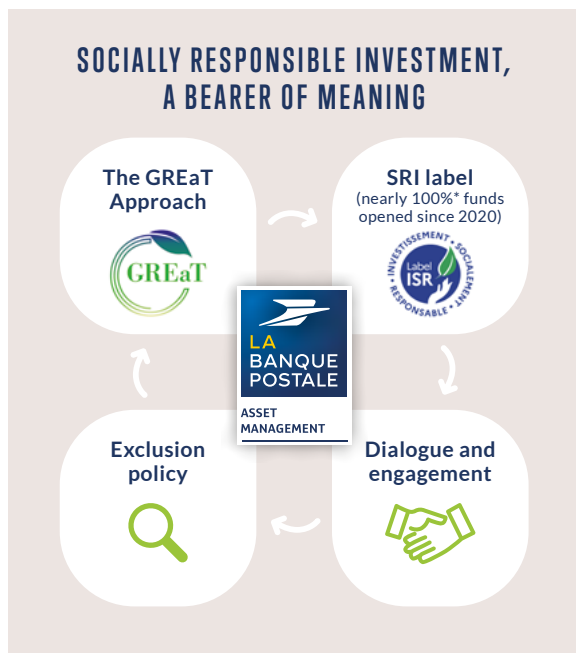 SOCIALLY RESPONSIBLE INVESTMENT,
A BEARER OF MEANING
The GREaT
Approach
GREaT
SRI label
(nearly 100%* funds
opened since 2020)
INVESTISSEMENT • SOCIALEMENT • RESPONSABLE •
Label
ISR
LA
BANQUE
POSTALE
ASSET
MANAGEMENT
Exclusion
policy
Dialogue and
engagement